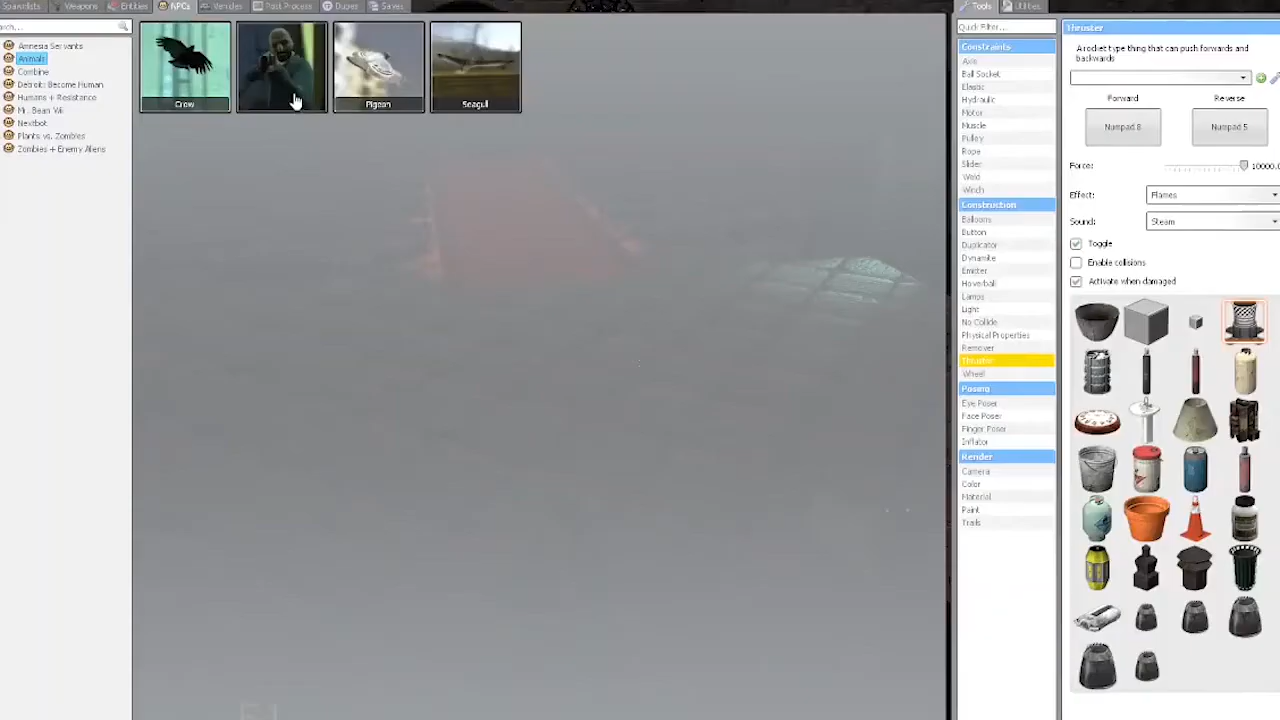 Spawnlists Weapons Entities NPCs Vehicles Post Process Dupes Saves
Tools Utilities
Amnesia Servants
Animals
Combine
Detroit: Become Human
Humans + Resistance
Nextbot
Plants vs. Zombies
Zombies + Enemy Aliens
Crow
Pigeon
Seagull
Quick Filter...
Constraints
Axis
Ball Socket
Elastic
Hydraulic
Motor
Muscle
Pulley
Rope
Slider
Weld
Winch
Construction
Balloons
Button
Duplicator
Dynamite
Emitter
Hoverball
Lamps
Light
No Collide
Physical Properties
Remover
Thruster
Wheel
Posing
Eye Poser
Face Poser
Finger Poser
Inflator
Render
Camera
Color
Material
Paint
Trails
Thruster
A rocket type thing that can push forwards and
backwards
Forward Reverse
Numpad 8 Numpad 5
Force: 10000.0
Effect: Flames
Sound: Steam
Toggle
Enable collisions
Activate when damaged